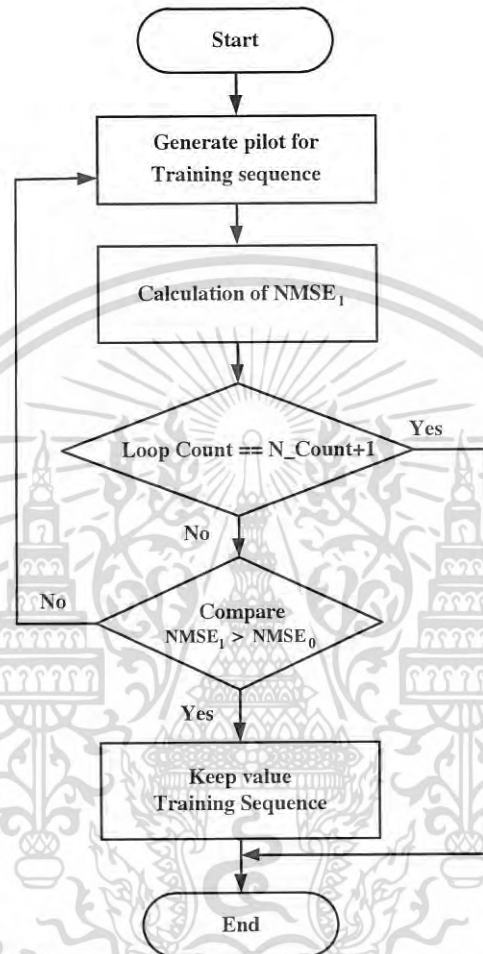 Start
Generate pilot for
Training sequence
Calculation of NMSE₁
Loop Count == N_Count+1
Yes
No
No
Compare
NMSE₁ > NMSE₀
Yes
Keep value
Training Sequence
End